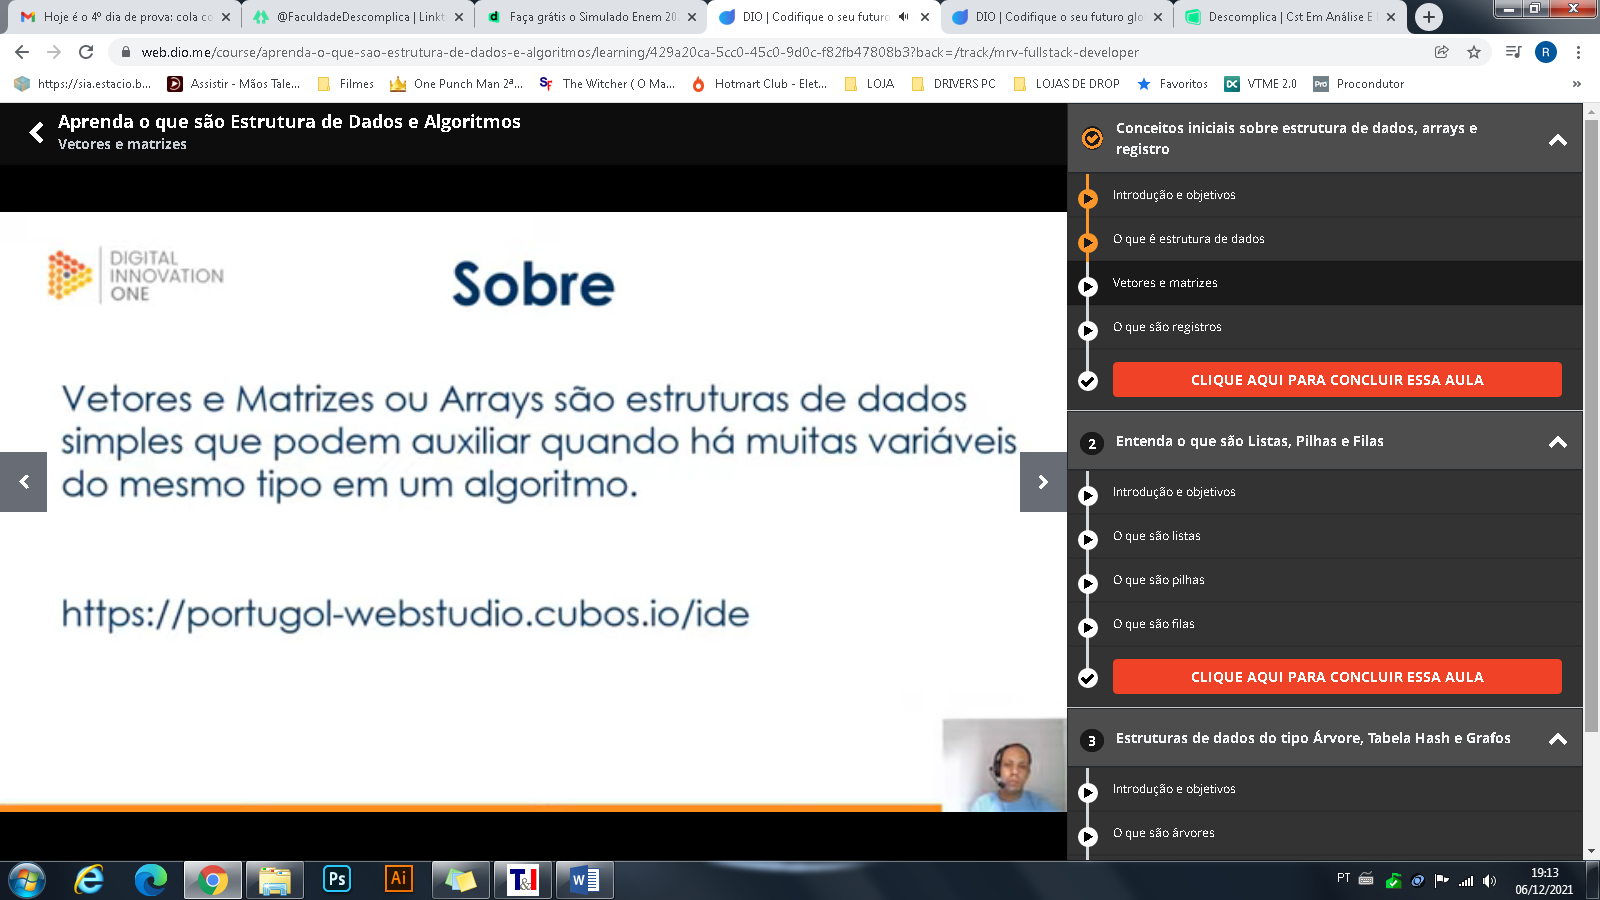 Hoje é o 4º dia de prova: cola co
@FaculdadeDescomplica | Linkt
Faça grátis o Simulado Enem 20
DIO | Codifique o seu futuro
DIO | Codifique o seu futuro glo
Descomplica | Cst Em Análise E
web.dio.me/course/aprenda-o-que-sao-estrutura-de-dados-e-algoritmos/learning/429a20ca-5cc0-45c0-9d0c-f82fb47808b3?back=/track/mrv-fullstack-developer
R
https://sia.estacio.b...
Assistir - Mãos Tale...
Filmes
One Punch Man 2ª...
The Witcher ( O Ma...
Hotmart Club - Elet...
LOJA
DRIVERS PC
LOJAS DE DROP
Favoritos
VTME 2.0
Procondutor
»
Aprenda o que são Estrutura de Dados e Algoritmos
Vetores e matrizes
DIGITAL
INNOVATION
ONE
Sobre
Vetores e Matrizes ou Arrays são estruturas de dados
simples que podem auxiliar quando há muitas variáveis
do mesmo tipo em um algoritmo.
https://portugol-webstudio.cubos.io/ide
Conceitos iniciais sobre estrutura de dados, arrays e
registro
Introdução e objetivos
O que é estrutura de dados
Vetores e matrizes
O que são registros
CLIQUE AQUI PARA CONCLUIR ESSA AULA
2 Entenda o que são Listas, Pilhas e Filas
Introdução e objetivos
O que são listas
O que são pilhas
O que são filas
CLIQUE AQUI PARA CONCLUIR ESSA AULA
3 Estruturas de dados do tipo Árvore, Tabela Hash e Grafos
Introdução e objetivos
O que são árvores
Ps
Ai
T&I
W
PT
19:13
06/12/2021